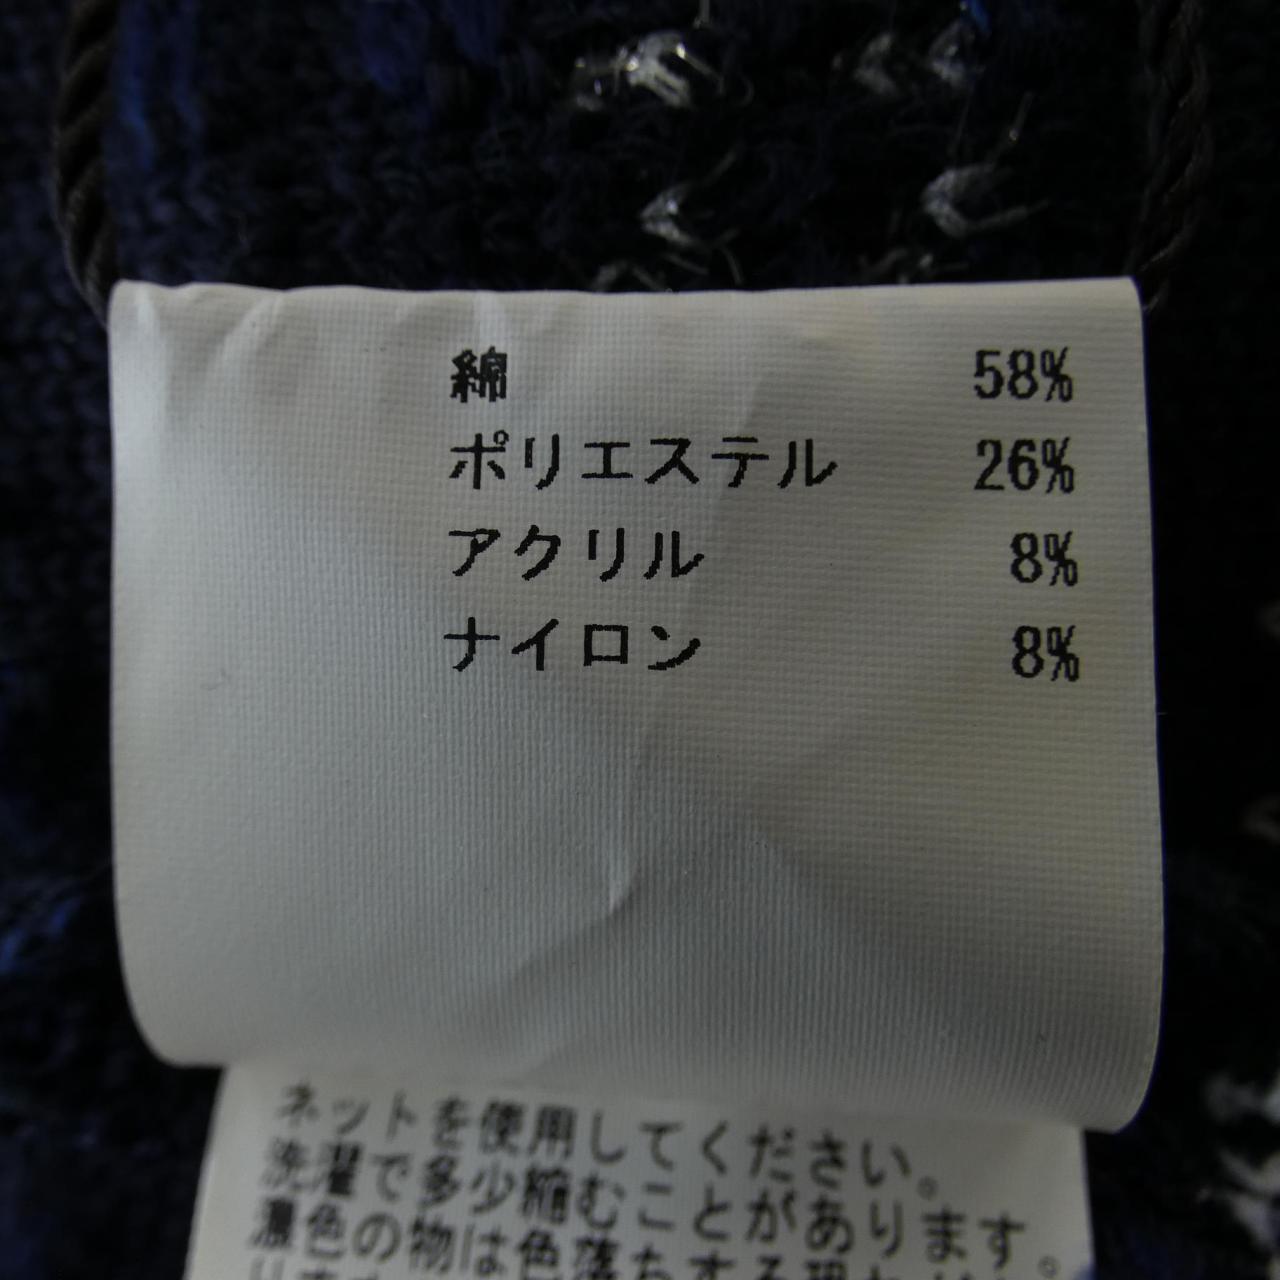 綿 58%
ポリエステル 26%
アクリル 8%
ナイロン 8%
ネットを使用してください。
洗濯で多少縮むことがあります。
濃色の物は色落ちする